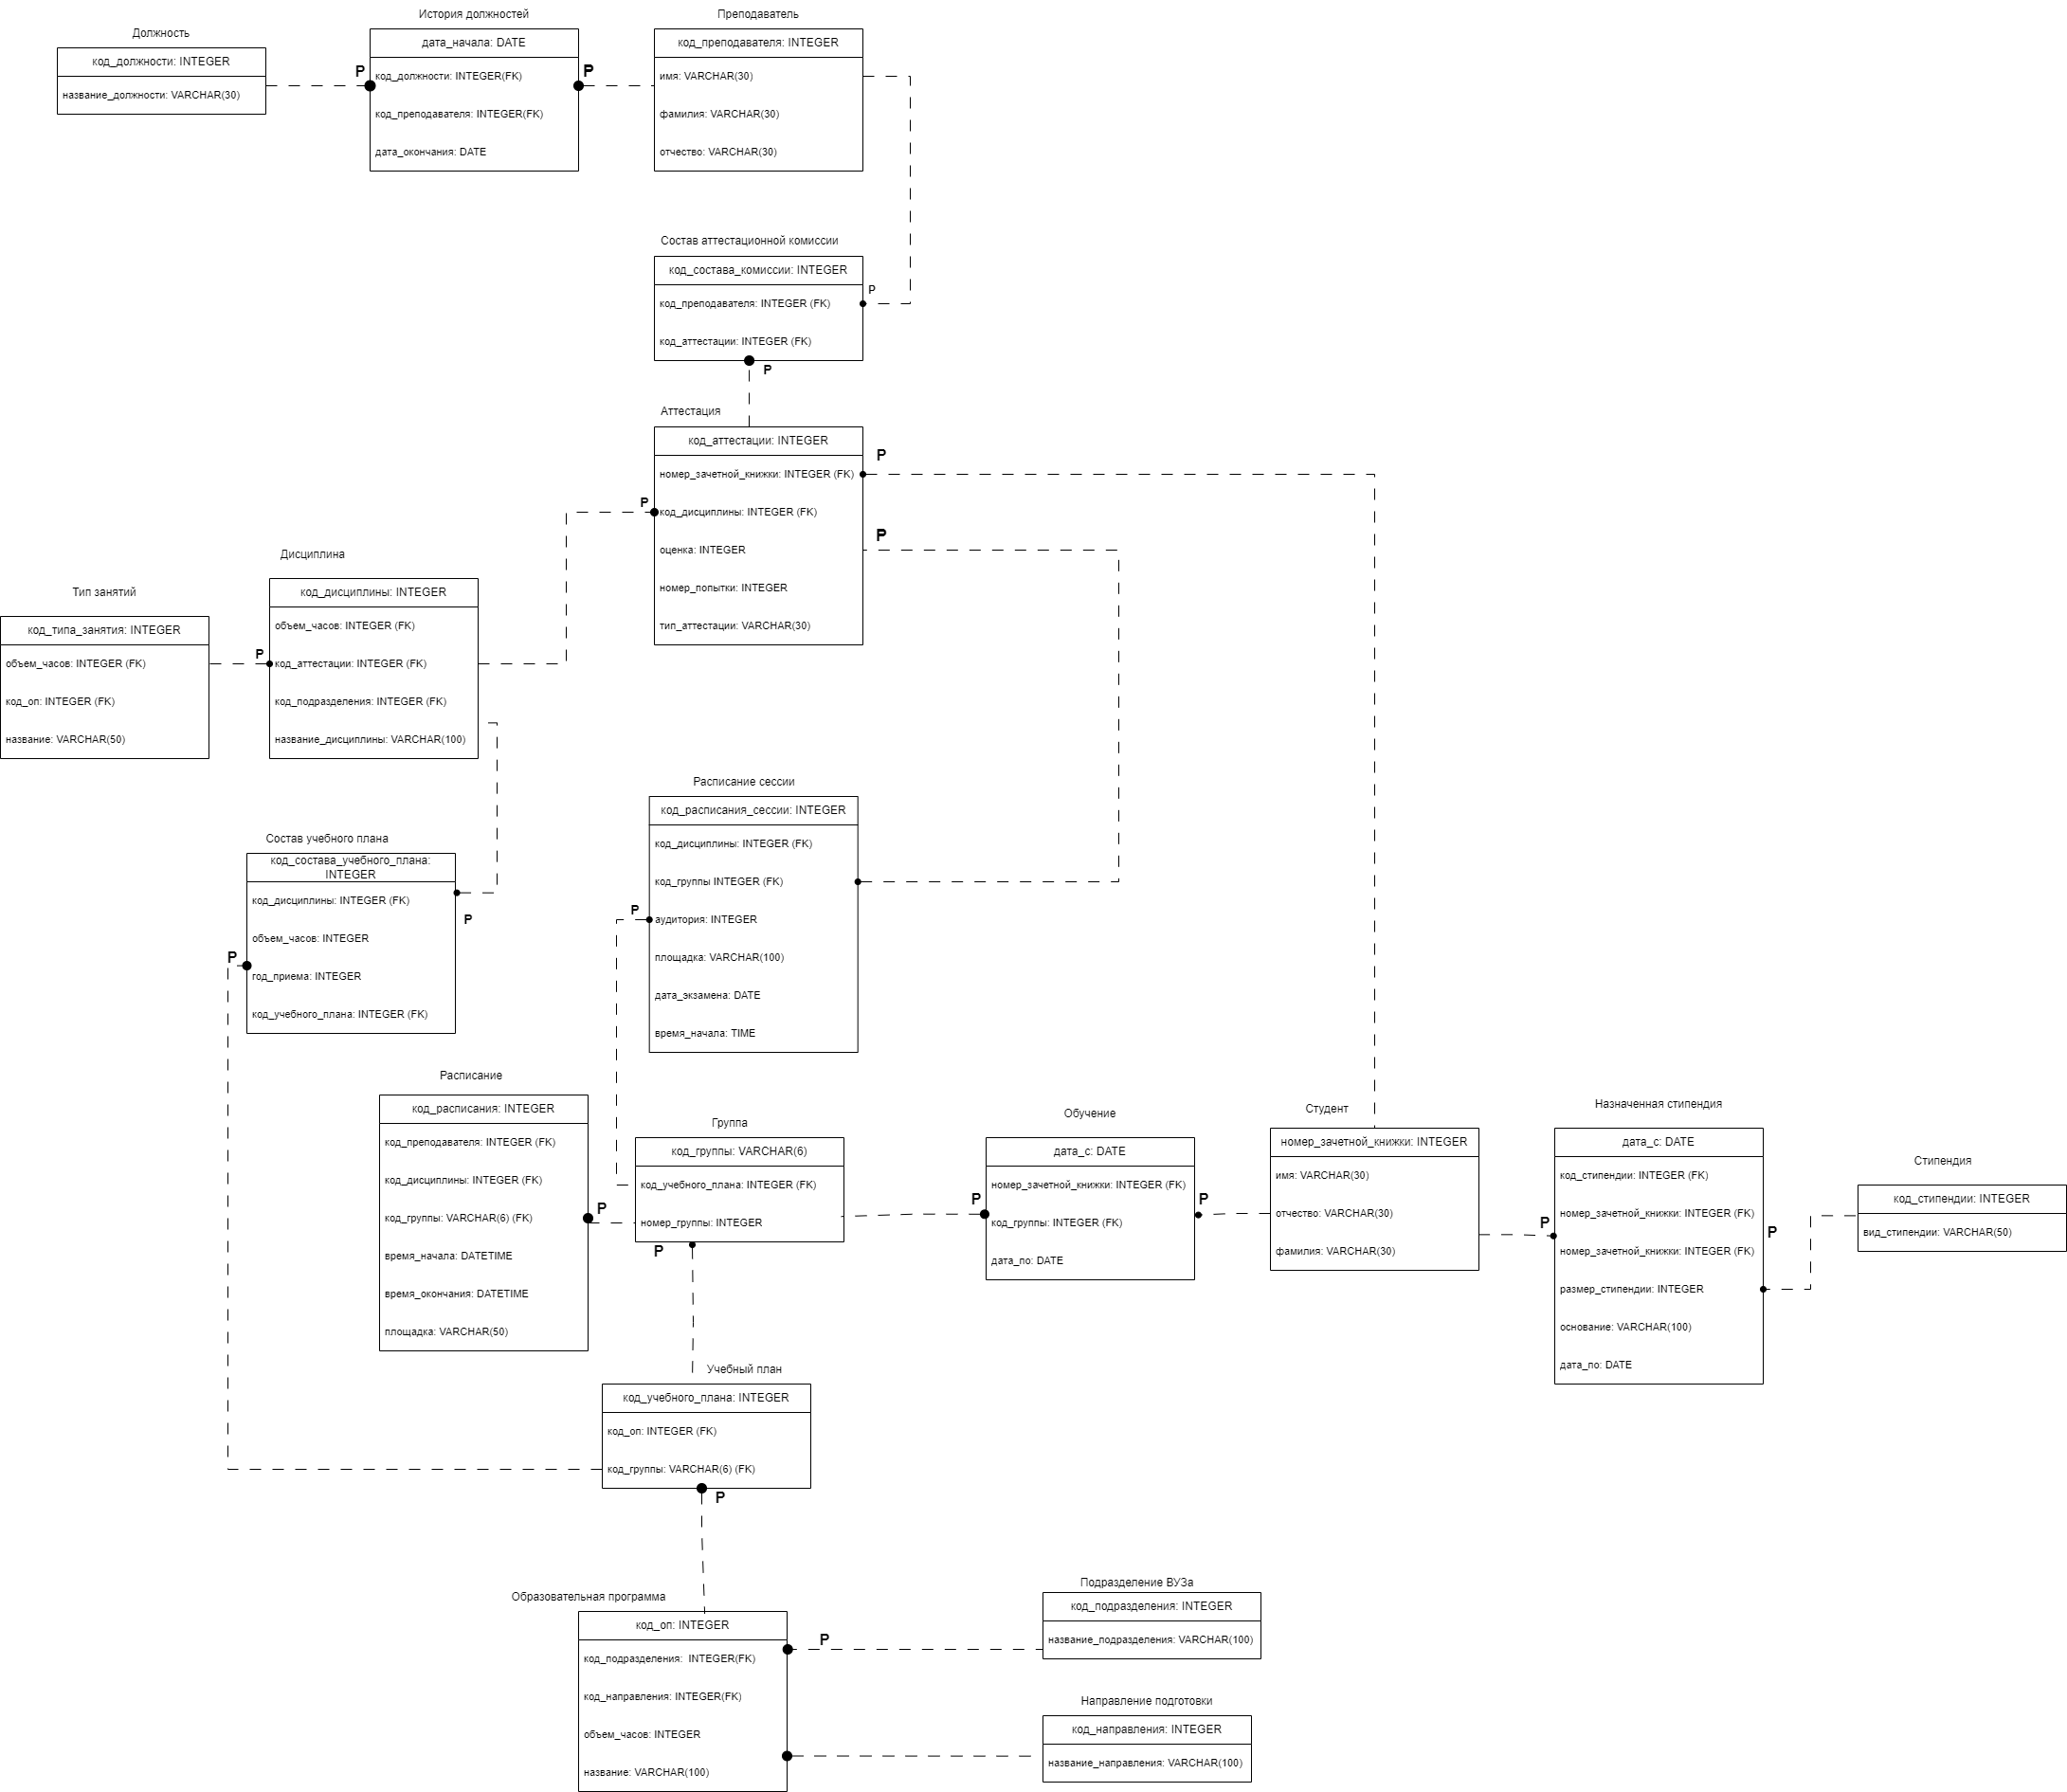 Должность
код_должности: INTEGER
название_должности: VARCHAR(30)
P
История должностей
дата_начала: DATE
код_должности: INTEGER(FK)
код_преподавателя: INTEGER(FK)
дата_окончания: DATE
P
Преподаватель
код_преподавателя: INTEGER
имя: VARCHAR(30)
фамилия: VARCHAR(30)
отчество: VARCHAR(30)
Состав аттестационной комиссии
код_состава_комиссии: INTEGER
код_преподавателя: INTEGER (FK)
код_аттестации: INTEGER (FK)
P
P
Аттестация
код_аттестации: INTEGER
номер_зачетной_книжки: INTEGER (FK)
код_дисциплины: INTEGER (FK)
оценка: INTEGER
номер_попытки: INTEGER
тип_аттестации: VARCHAR(30)
P
P
P
Дисциплина
код_дисциплины: INTEGER
объем_часов: INTEGER (FK)
код_аттестации: INTEGER (FK)
код_подразделения: INTEGER (FK)
название_дисциплины: VARCHAR(100)
P
Тип занятий
код_типа_занятия: INTEGER
объем_часов: INTEGER (FK)
код_оп: INTEGER (FK)
название: VARCHAR(50)
Расписание сессии
код_расписания_сессии: INTEGER
код_дисциплины: INTEGER (FK)
код_группы INTEGER (FK)
аудитория: INTEGER
площадка: VARCHAR(100)
дата_экзамена: DATE
время_начала: TIME
P
Состав учебного плана
код_состава_учебного_плана:
INTEGER
код_дисциплины: INTEGER (FK)
объем_часов: INTEGER
год_приема: INTEGER
код_учебного_плана: INTEGER (FK)
P
P
Расписание
код_расписания: INTEGER
код_преподавателя: INTEGER (FK)
код_дисциплины: INTEGER (FK)
код_группы: VARCHAR(6) (FK)
время_начала: DATETIME
время_окончания: DATETIME
площадка: VARCHAR(50)
P
Группа
код_группы: VARCHAR(6)
код_учебного_плана: INTEGER (FK)
номер_группы: INTEGER
P
Обучение
дата_с: DATE
номер_зачетной_книжки: INTEGER (FK)
код_группы: INTEGER (FK)
дата_по: DATE
P
P
Студент
номер_зачетной_книжки: INTEGER
имя: VARCHAR(30)
отчество: VARCHAR(30)
фамилия: VARCHAR(30)
P
Назначенная стипендия
дата_с: DATE
код_стипендии: INTEGER (FK)
номер_зачетной_книжки: INTEGER (FK)
номер_зачетной_книжки: INTEGER (FK)
размер_стипендии: INTEGER
основание: VARCHAR(100)
дата_по: DATE
P
Стипендия
код_стипендии: INTEGER
вид_стипендии: VARCHAR(50)
Учебный план
код_учебного_плана: INTEGER
код_оп: INTEGER (FK)
код_группы: VARCHAR(6) (FK)
P
Образовательная программа
код_оп: INTEGER
код_подразделения: INTEGER(FK)
код_направления: INTEGER(FK)
объем_часов: INTEGER
название: VARCHAR(100)
P
Подразделение ВУЗа
код_подразделения: INTEGER
название_подразделения: VARCHAR(100)
Направление подготовки
код_направления: INTEGER
название_направления: VARCHAR(100)